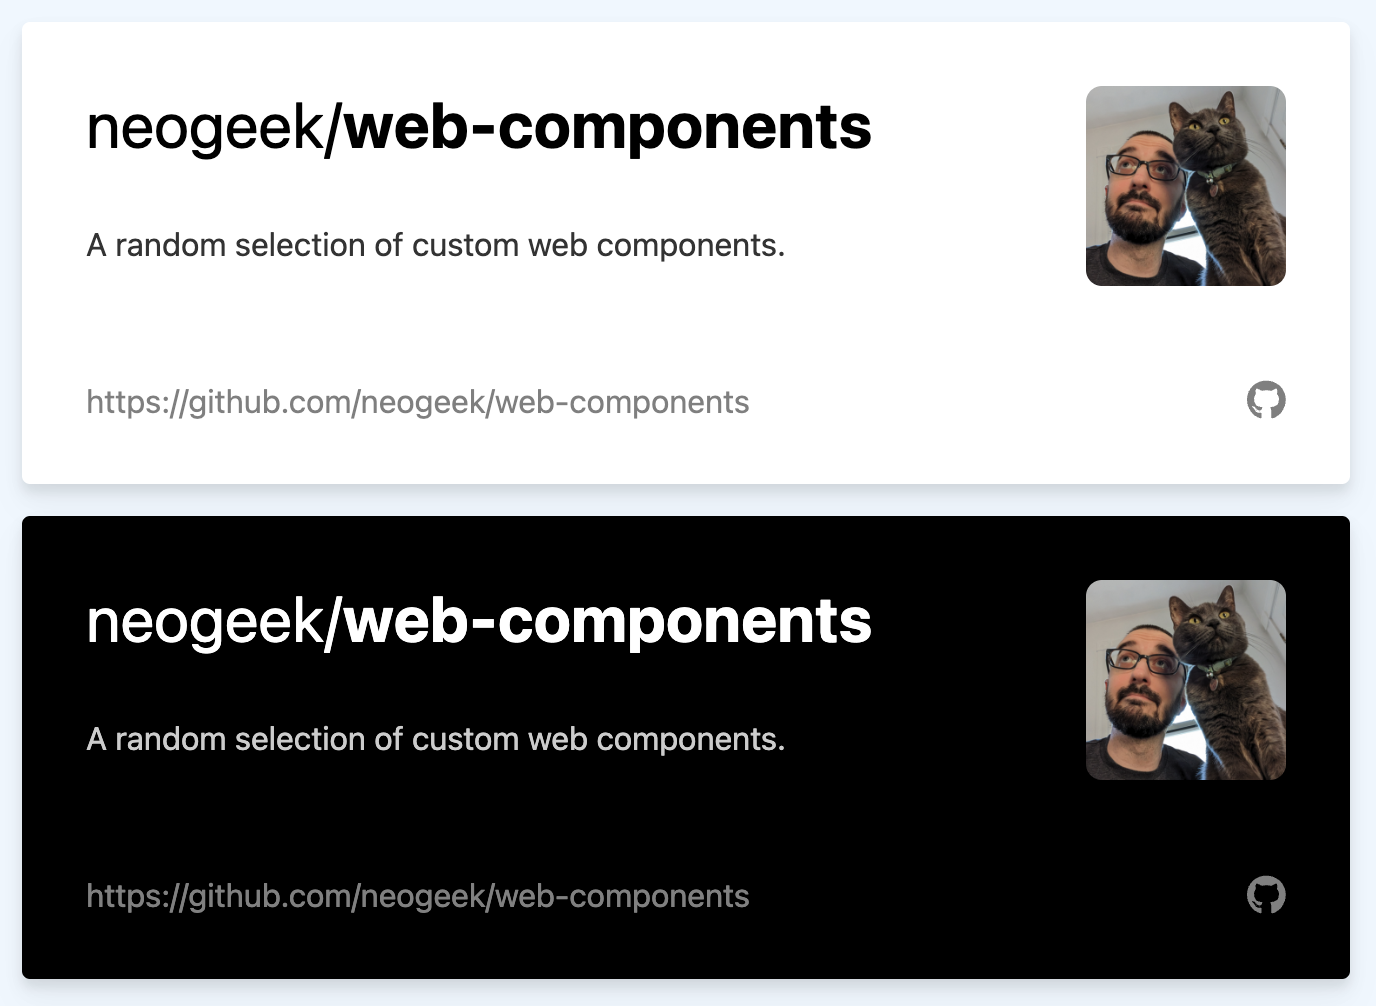 neogeek/web-components
A random selection of custom web components.
https://github.com/neogeek/web-components
neogeek/web-components
A random selection of custom web components.
https://github.com/neogeek/web-components